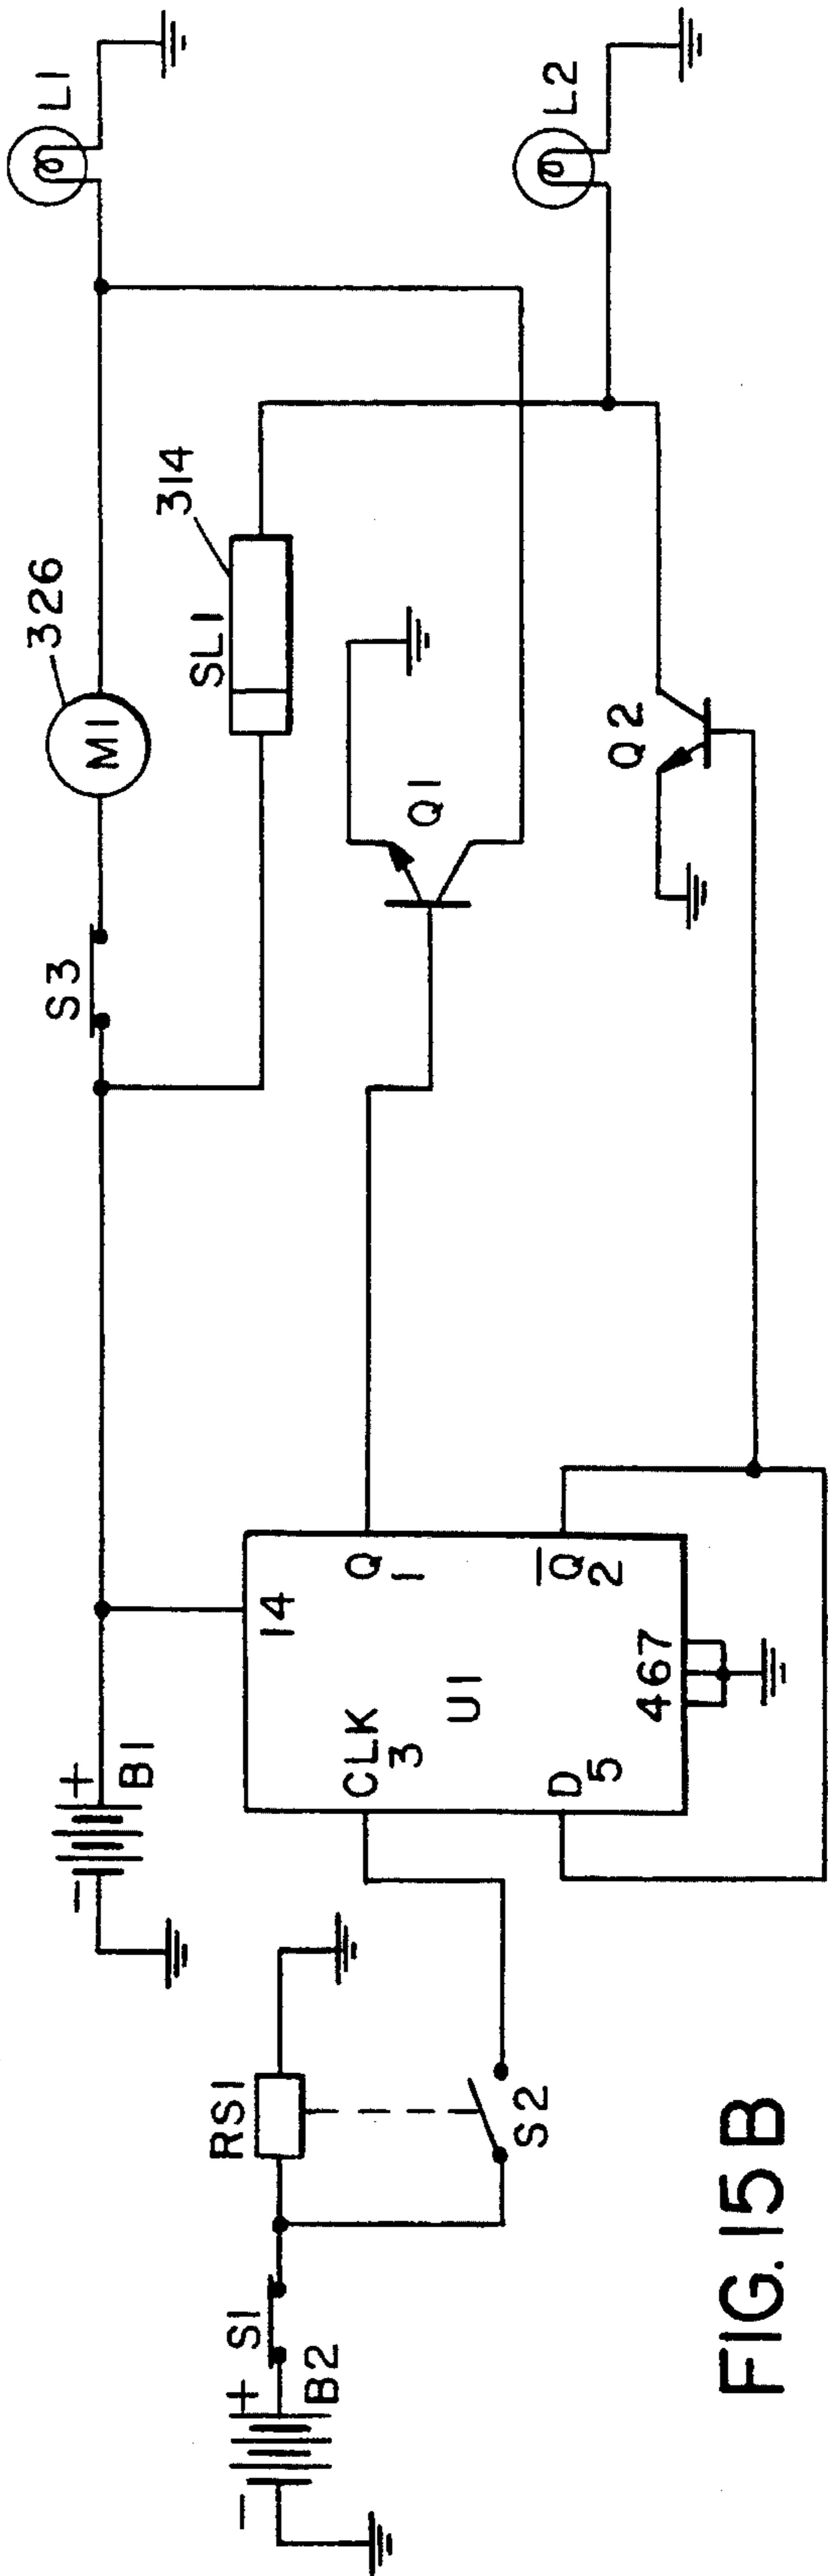 L1
326
M1
S3
314
SL1
L2
Q1
Q2
+
B1
−
14
CLK
3
Q
1
U1
D
5
Q̅
2
467
RS1
S1
S2
+
B2
−
FIG. 15B